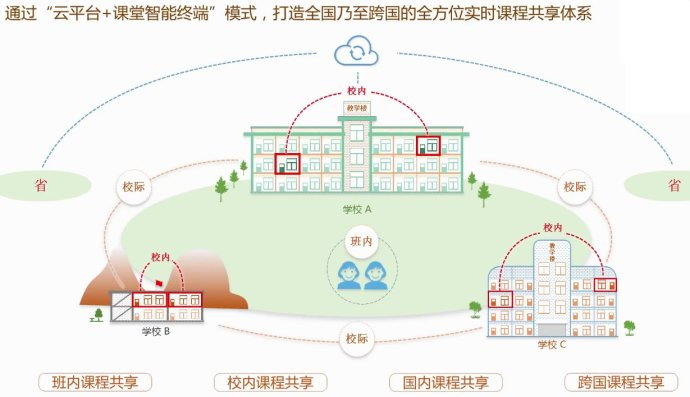 通过“云平台+课堂智能终端”模式，打造全国乃至跨国的全方位实时课程共享体系
校内
教学楼
省
校际
学校 A
校际
省
班内
校内
学校 B
校内
教学楼
学校 C
校际
班内课程共享
校内课程共享
国内课程共享
跨国课程共享